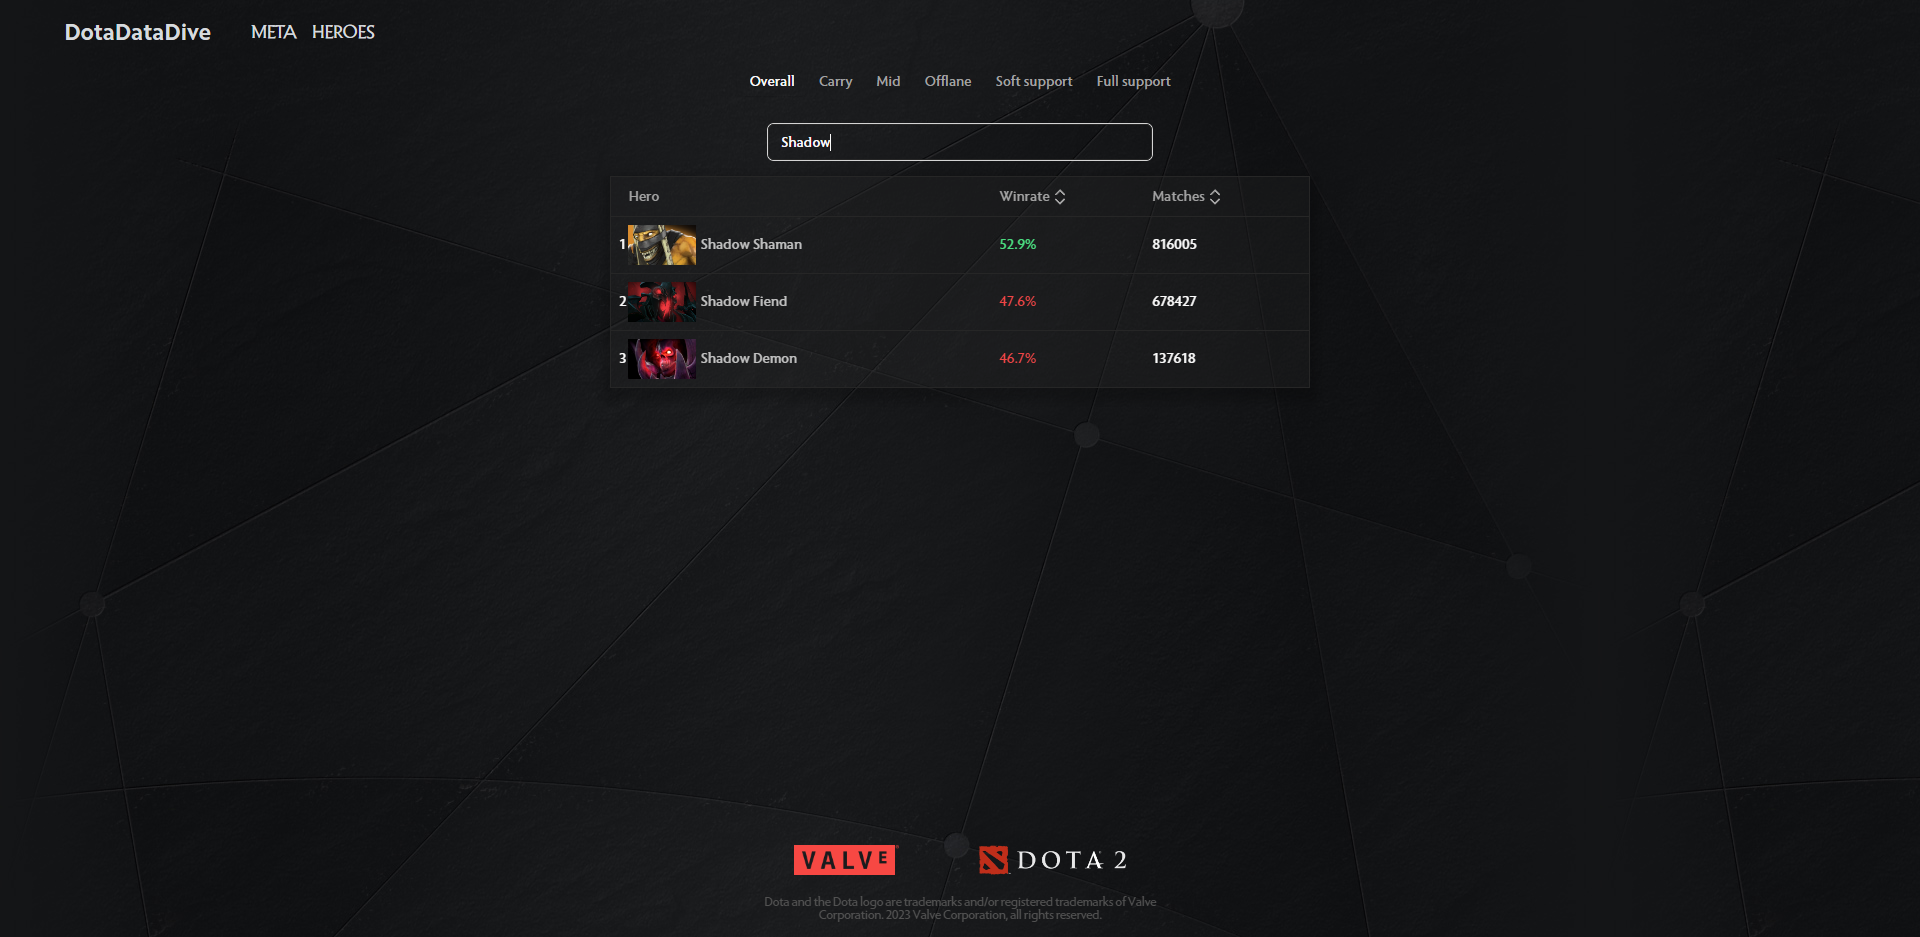 DotaDataDive META HEROES
Overall Carry Mid Offlane Soft support Full support
Shadow
Hero Winrate Matches
1 Shadow Shaman 52.9% 816005
2 Shadow Fiend 47.6% 678427
3 Shadow Demon 46.7% 137618
VALVE DOTA 2
Dota and the Dota logo are trademarks and/or registered trademarks of Valve
Corporation. 2023 Valve Corporation, all rights reserved.